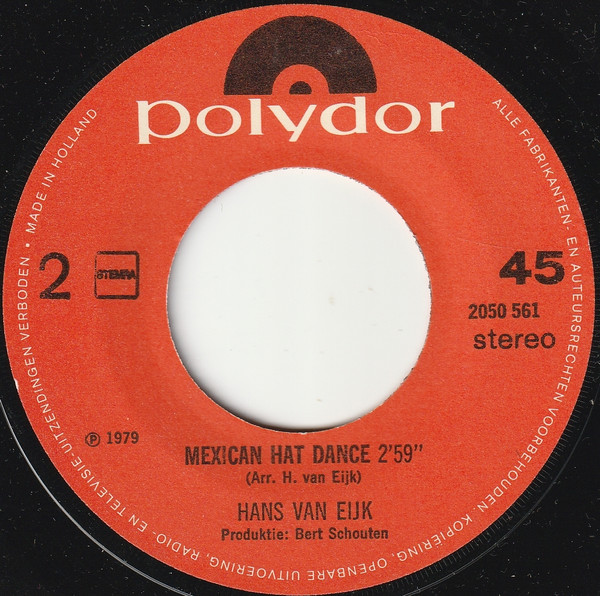 polydor
ALLE FABRIKANTEN- EN AUTEURSRECHTEN VOORBEHOUDEN. KOPIËRING, OPENBARE UITVOERING, RADIO- EN TELEVISIE-UITZENDINGEN VERBODEN • MADE IN HOLLAND
2
STEMRA
45
2050 561
stereo
℗ 1979
MEXICAN HAT DANCE 2'59"
(Arr. H. van Eijk)
HANS VAN EIJK
Produktie: Bert Schouten